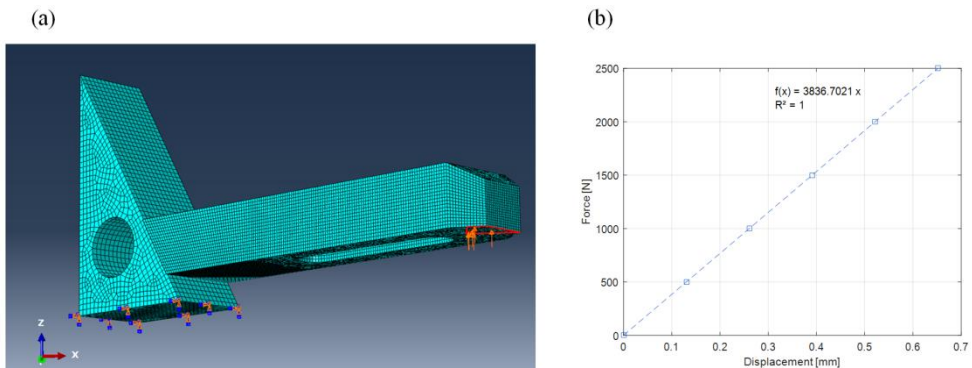 (a)
(b)
Z
X
2500
2000
1500
1000
500
0
Force[N]
f(x) = 3836.7021 x
R² = 1
0
0.1
0.2
0.3
0.4
0.5
0.6
0.7
Displacement[mm]